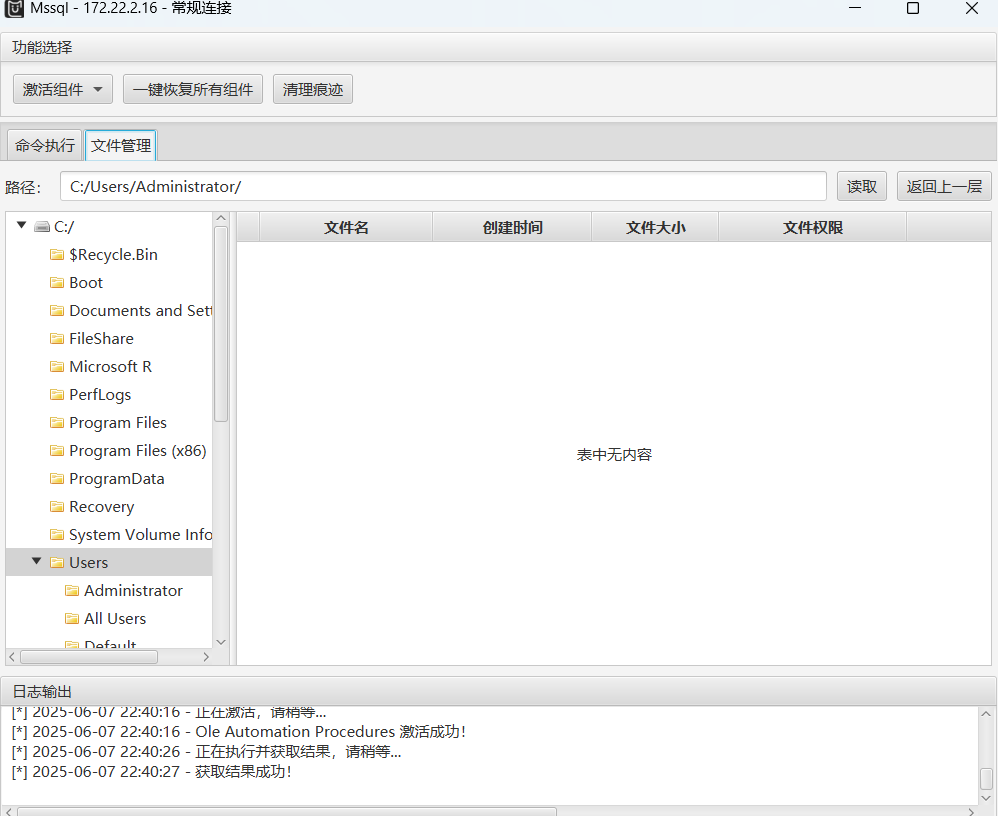 Mssql - 172.22.2.16 - 常规连接
功能选择
激活组件 一键恢复所有组件 清理痕迹
命令执行 文件管理
路径： C:/Users/Administrator/ 读取 返回上一层
文件名 创建时间 文件大小 文件权限
C:/
$Recycle.Bin
Boot
Documents and Sett
FileShare
Microsoft R
PerfLogs
Program Files
Program Files (x86)
ProgramData
Recovery
System Volume Info
Users
Administrator
All Users
Default
表中无内容
日志输出
[*] 2025-06-07 22:40:16 - 正在激活，请稍等...
[*] 2025-06-07 22:40:16 - Ole Automation Procedures 激活成功！
[*] 2025-06-07 22:40:26 - 正在执行并获取结果，请稍等...
[*] 2025-06-07 22:40:27 - 获取结果成功！